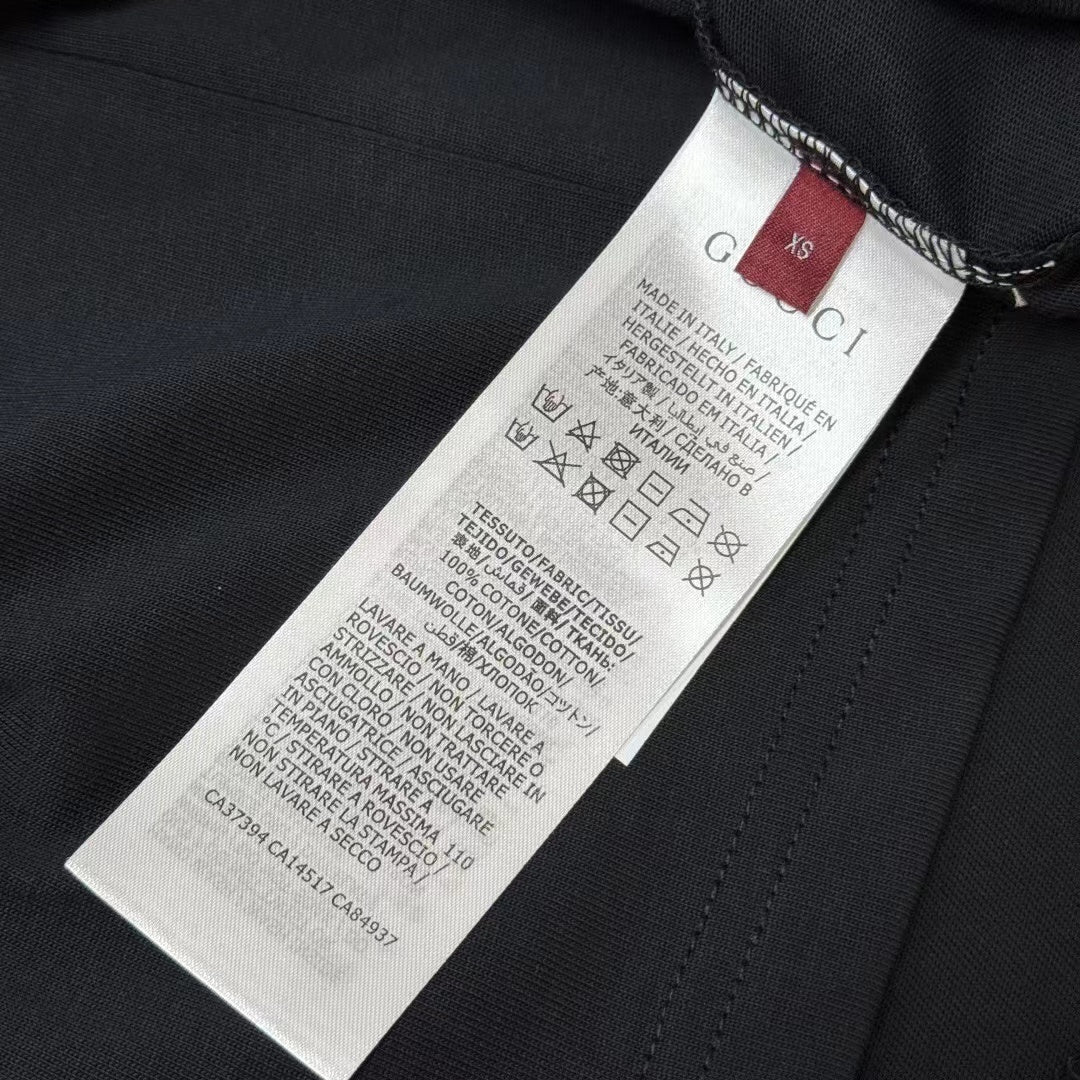 XS
GUCCI
MADE IN ITALY / FABRIQUÉ EN
ITALIE / HECHO EN ITALIA /
HERGESTELLT IN ITALIEN /
FABRICADO EM ITÁLIA /
イタリア製 / صنع في إيطاليا /
产地:意大利 / СДЕЛАНО В
ИТАЛИИ
TESSUTO/FABRIC/TISSU/
TEJIDO/GEWEBE/TECIDO/
表地/قماش/面料/ТКАНЬ:
100% COTONE/COTTON/
COTON/ALGODON/
BAUMWOLLE/ALGODÃO/コットン/
قطن/棉/ХЛОПОК
LAVARE A MANO / LAVARE A
ROVESCIO / NON TORCERE O
STRIZZARE / NON LASCIARE IN
AMMOLLO / NON TRATTARE
CON CLORO / NON USARE
ASCIUGATRICE / ASCIUGARE
IN PIANO / STIRARE A
TEMPERATURA MASSIMA 110
°C / STIRARE A ROVESCIO /
NON STIRARE LA STAMPA /
NON LAVARE A SECCO
CA37394 CA14517 CA84937